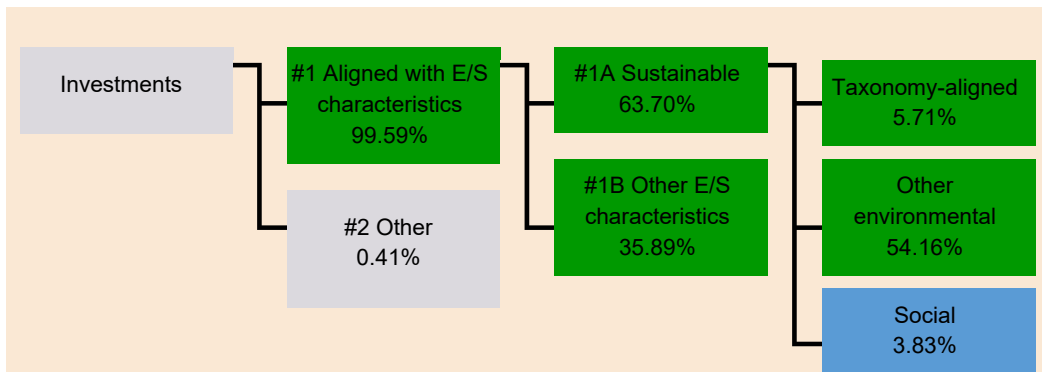 Investments
#1 Aligned with E/S
characteristics
99.59%
#2 Other
0.41%
#1A Sustainable
63.70%
#1B Other E/S
characteristics
35.89%
Taxonomy-aligned
5.71%
Other
environmental
54.16%
Social
3.83%